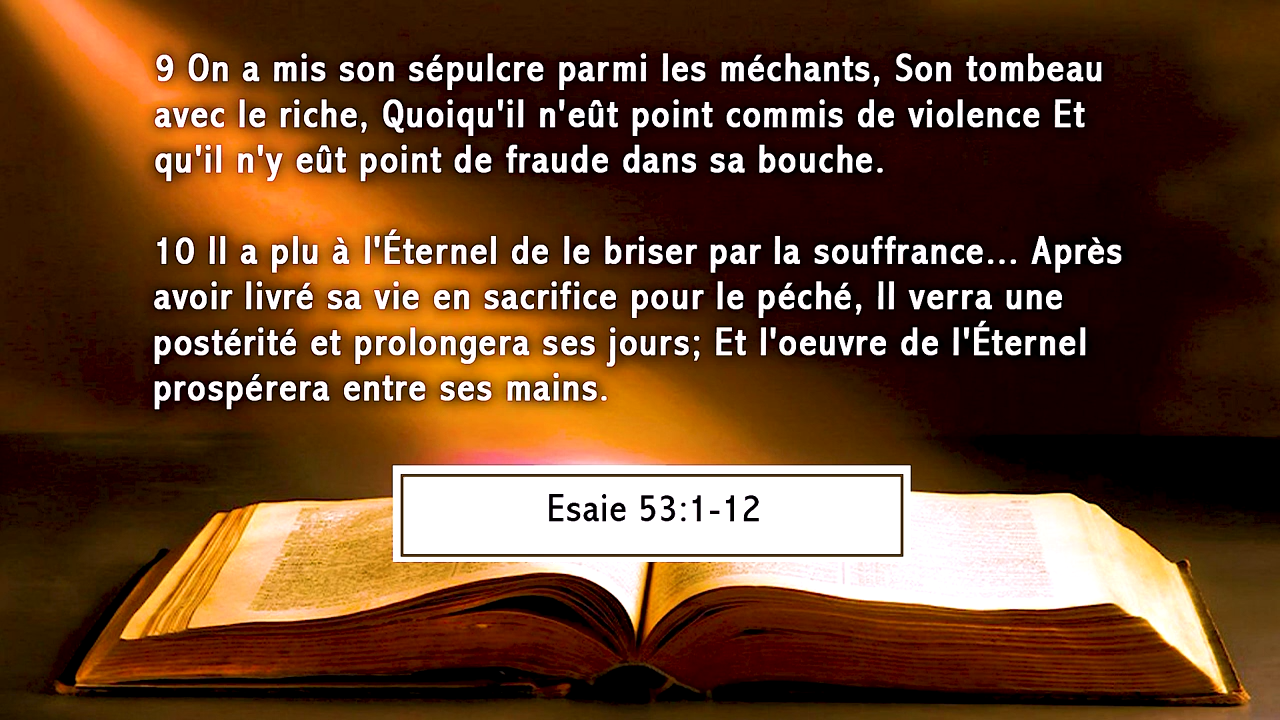 9 On a mis son sépulcre parmi les méchants, Son tombeau
avec le riche, Quoiqu'il n'eût point commis de violence Et
qu'il n'y eût point de fraude dans sa bouche.
10 Il a plu à l'Éternel de le briser par la souffrance... Après
avoir livré sa vie en sacrifice pour le péché, Il verra une
postérité et prolongera ses jours; Et l'oeuvre de l'Éternel
prospérera entre ses mains.
Esaie 53:1-12